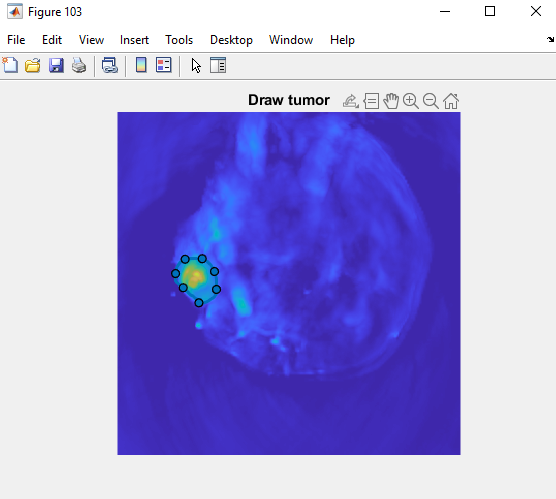 Figure 103
File Edit View Insert Tools Desktop Window Help
Draw tumor